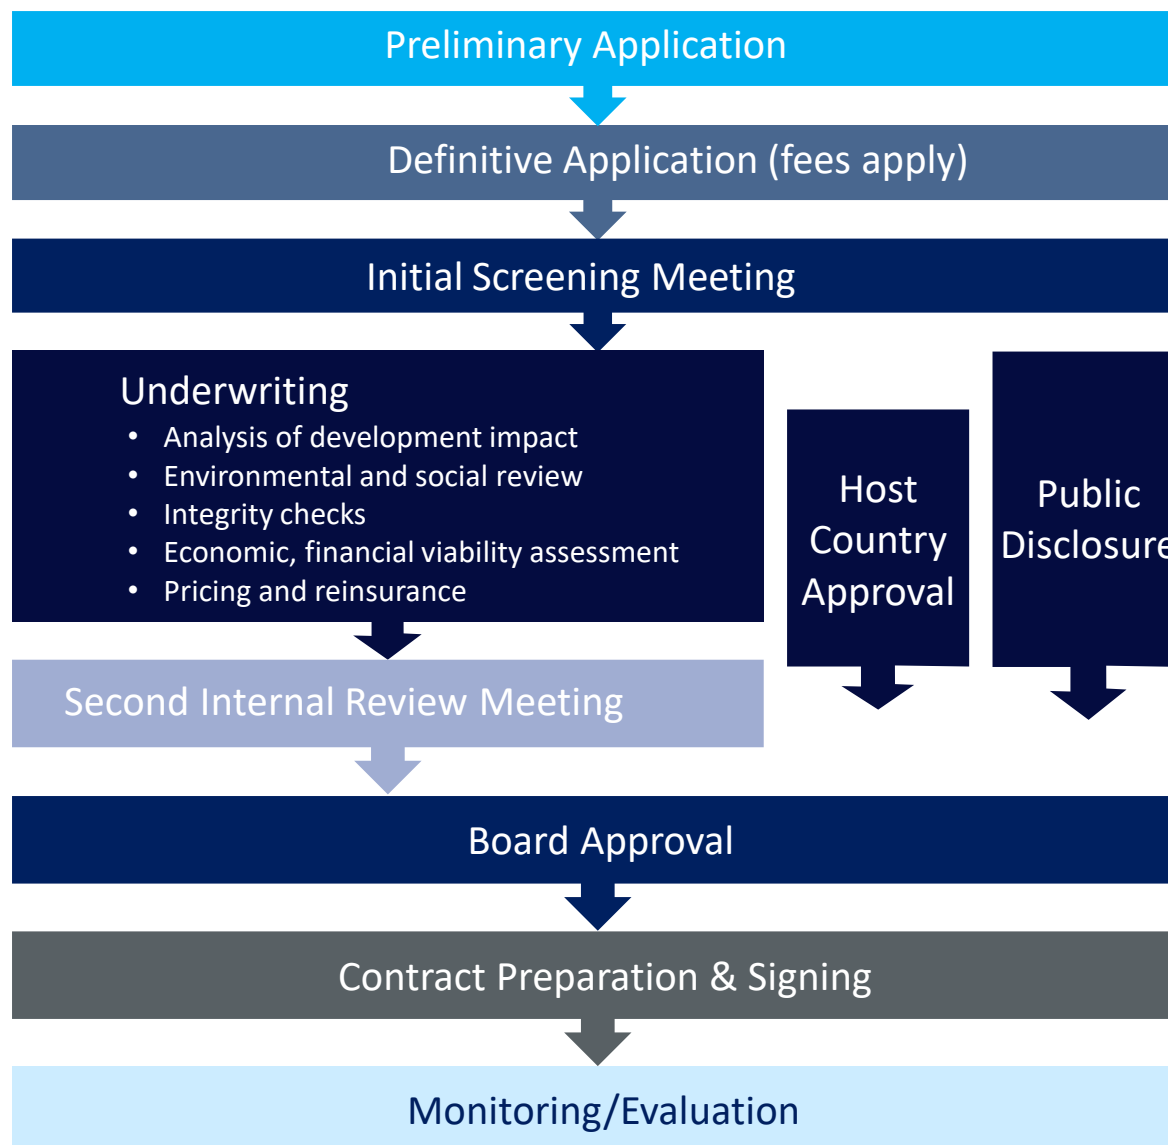 Preliminary Application
Definitive Application (fees apply)
Initial Screening Meeting
Underwriting
• Analysis of development impact
• Environmental and social review
• Integrity checks
• Economic, financial viability assessment
• Pricing and reinsurance
Host
Country
Approval
Public
Disclosure
Second Internal Review Meeting
Board Approval
Contract Preparation & Signing
Monitoring/Evaluation